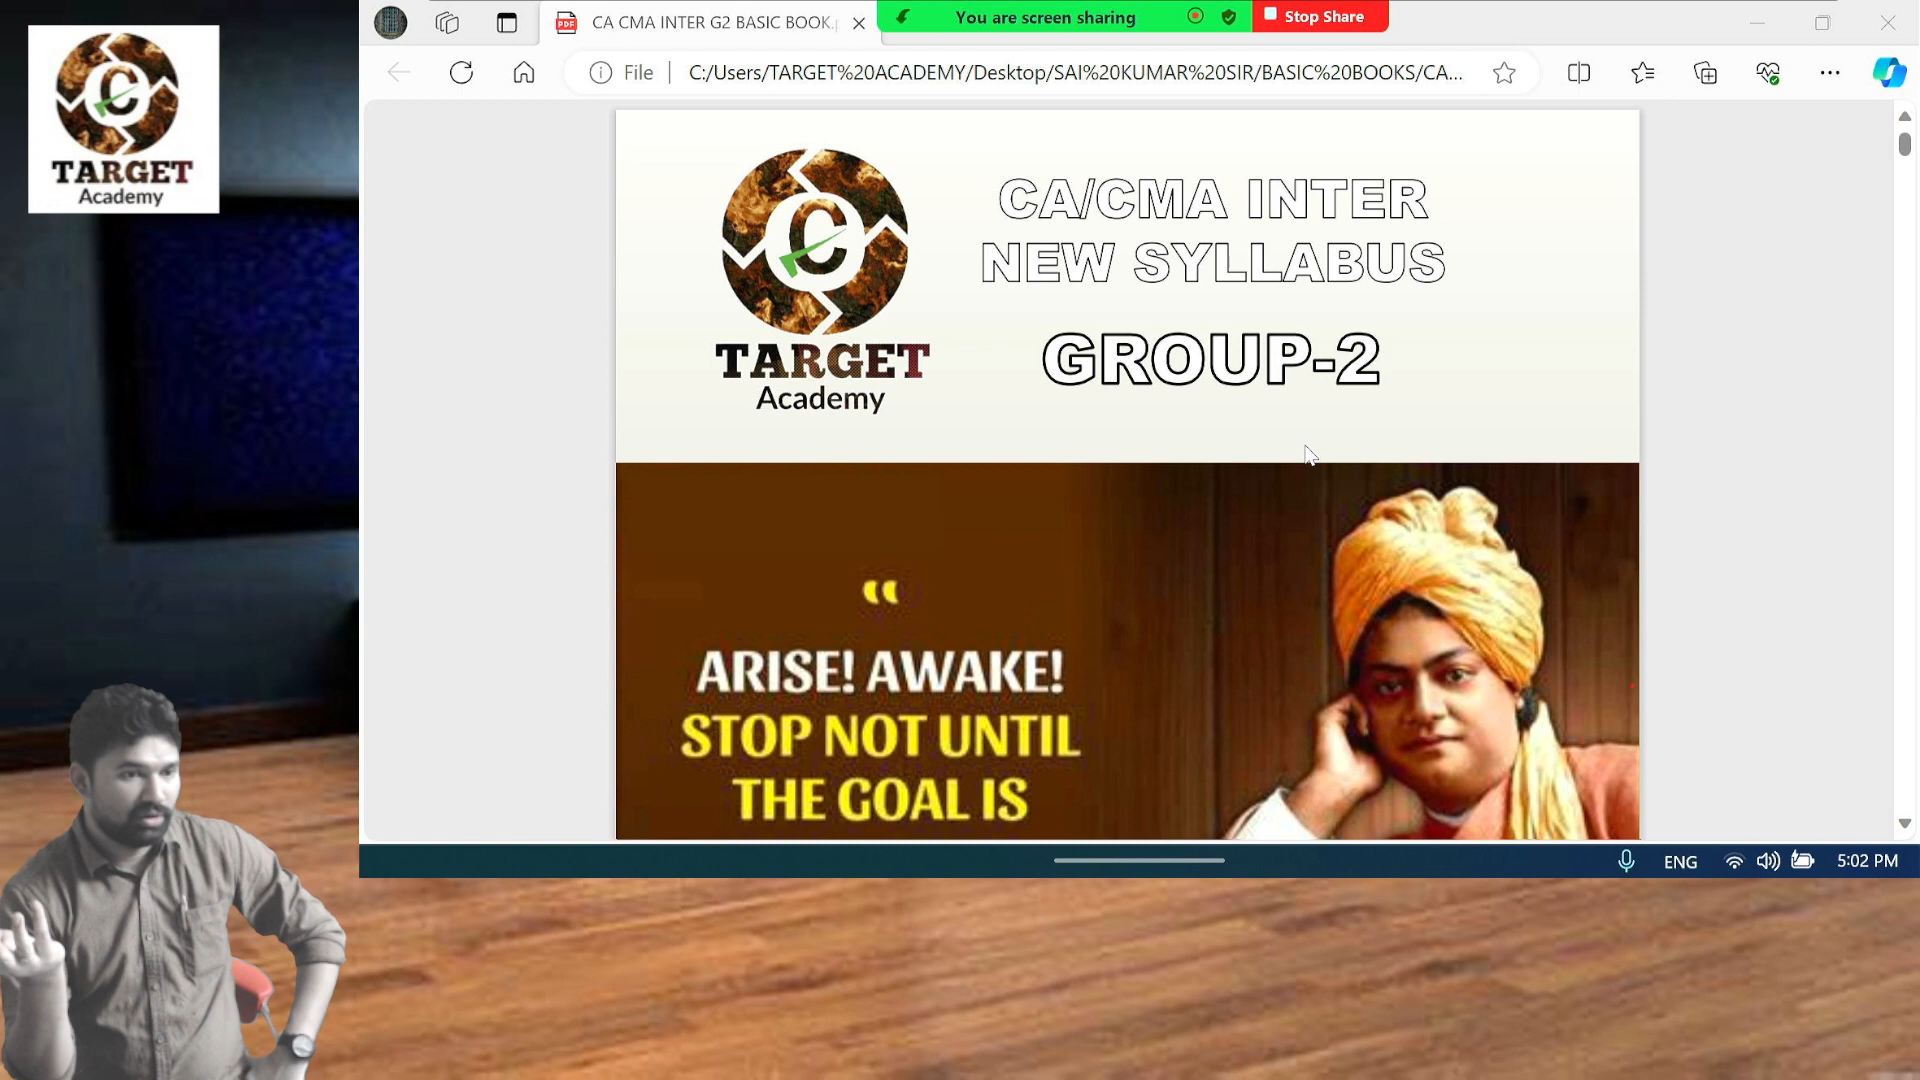 TARGET
Academy
CA CMA INTER G2 BASIC BOOK.
You are screen sharing
Stop Share
File
C:/Users/TARGET%20ACADEMY/Desktop/SAI%20KUMAR%20SIR/BASIC%20BOOKS/CA...
TARGET
Academy
CA/CMA INTER
NEW SYLLABUS
GROUP-2
“
ARISE! AWAKE!
STOP NOT UNTIL
THE GOAL IS
ENG
5:02 PM